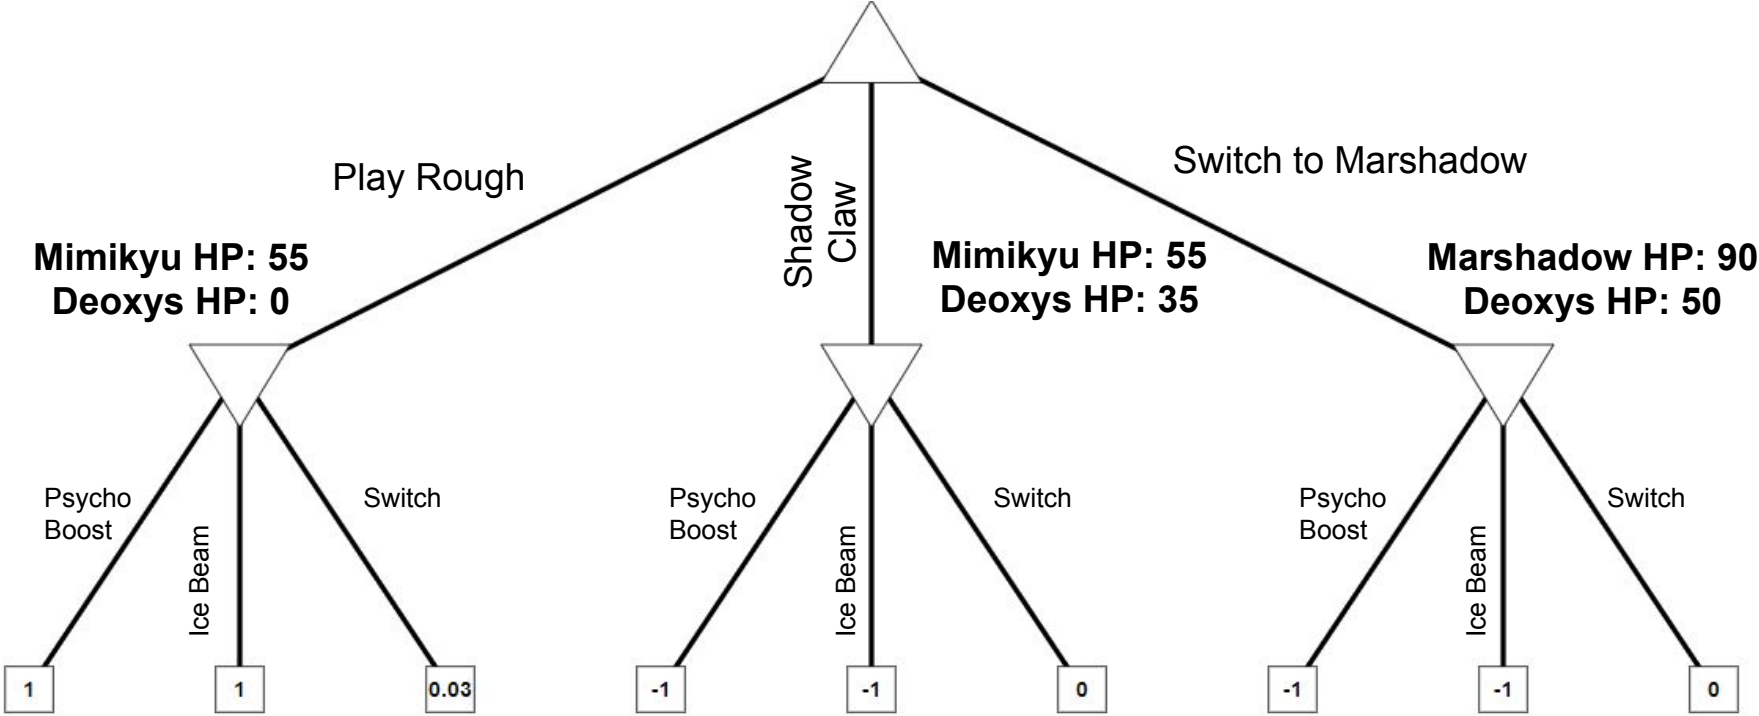 Play Rough
Shadow
Claw
Switch to Marshadow
Mimikyu HP: 55
Deoxys HP: 0
Mimikyu HP: 55
Deoxys HP: 35
Marshadow HP: 90
Deoxys HP: 50
Psycho
Boost
Ice Beam
Switch
Psycho
Boost
Ice Beam
Switch
Psycho
Boost
Ice Beam
Switch
1
1
0.03
-1
-1
0
-1
-1
0